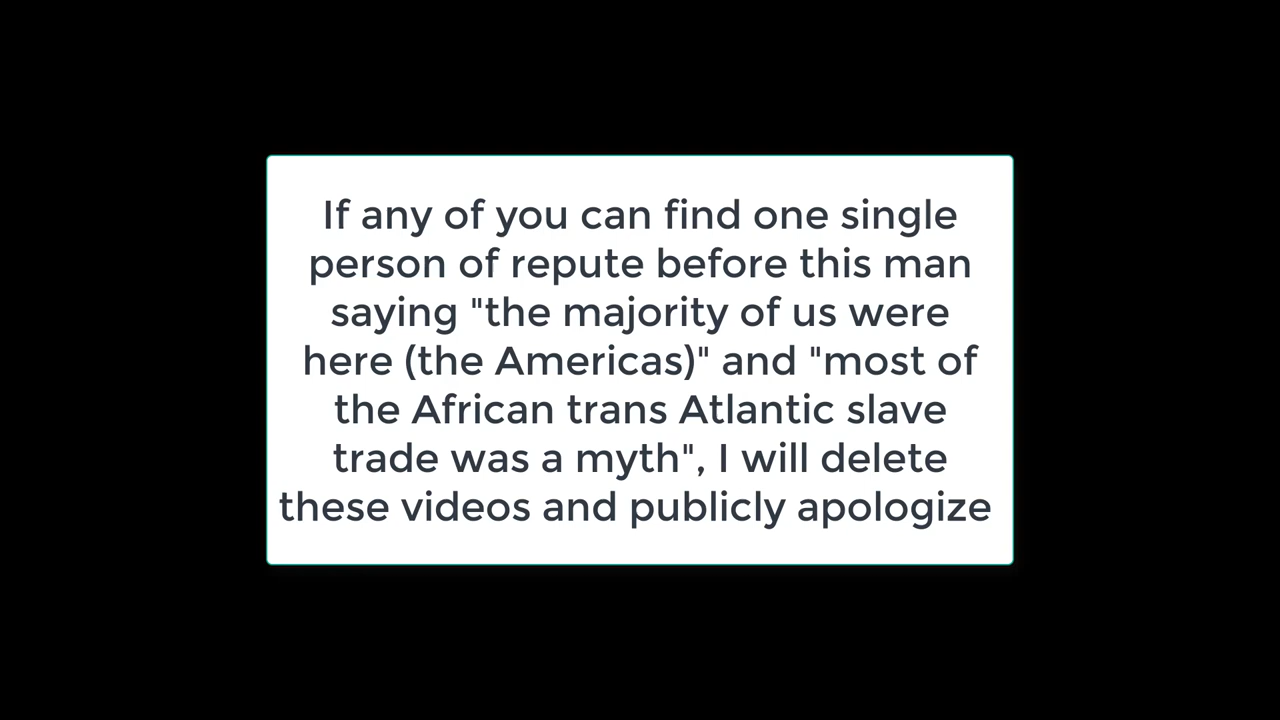 If any of you can find one single
person of repute before this man
saying "the majority of us were
here (the Americas)" and "most of
the African trans Atlantic slave
trade was a myth", I will delete
these videos and publicly apologize